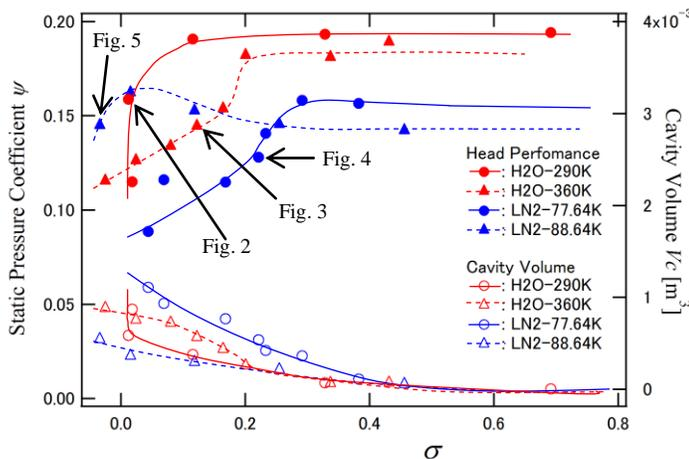 0.20
0.15
0.10
0.05
0.00
Static Pressure Coefficient ψ
0.0
0.2
0.4
0.6
0.8
σ
4x10⁻³
3
2
1
0
Cavity Volume Vc [m³]
Fig. 5
Fig. 2
Fig. 3
Fig. 4
Head Perfomance
: H2O-290K
: H2O-360K
: LN2-77.64K
: LN2-88.64K
Cavity Volume
: H2O-290K
: H2O-360K
: LN2-77.64K
: LN2-88.64K